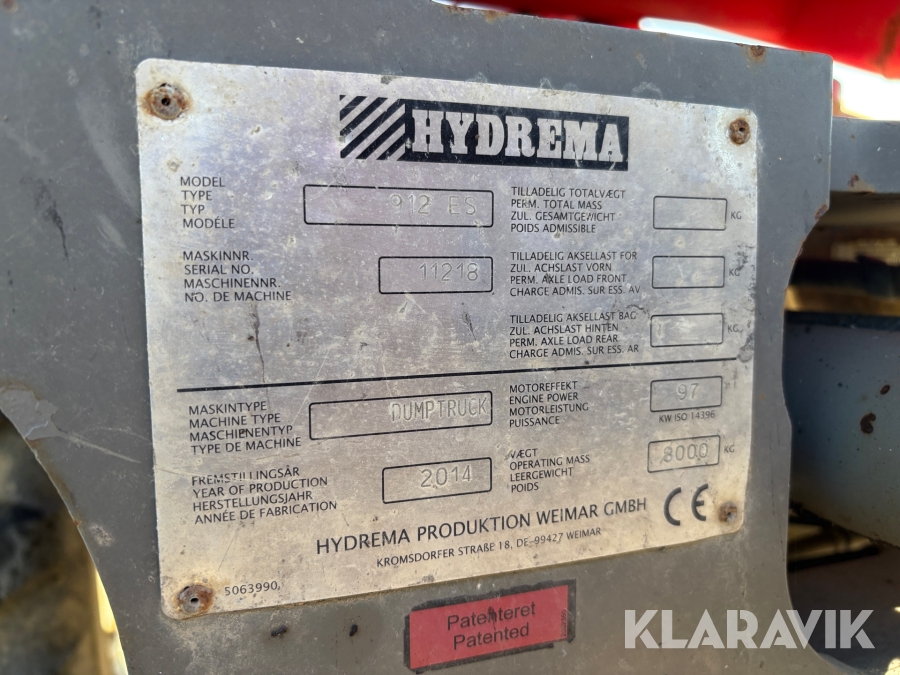 HYDREMA
MODEL
TYPE
TYP
MODÉLE
912 ES
MASKINNR.
SERIAL NO.
MASCHINENNR.
NO. DE MACHINE
11218
TILLADELIG TOTALVÆGT
PERM. TOTAL MASS
ZUL. GESAMTGEWICHT
POIDS ADMISSIBLE
KG
TILLADELIG AKSELLAST FOR
ZUL. ACHSLAST VORN
PERM. AXLE LOAD FRONT
CHARGE ADMIS. SUR ESS. AV
KG
TILLADELIG AKSELLAST BAG
ZUL. ACHSLAST HINTEN
PERM. AXLE LOAD REAR
CHARGE ADMIS. SUR ESS. AR
KG
MASKINTYPE
MACHINE TYPE
MASCHIENENTYP
TYPE DE MACHINE
DUMPTRUCK
FREMSTILLINGSÅR
YEAR OF PRODUCTION
HERSTELLUNGSJAHR
ANNÉE DE FABRICATION
2014
MOTOREFFEKT
ENGINE POWER
MOTORLEISTUNG
PUISSANCE
97
KW ISO 14396
VÆGT
OPERATING MASS
LEERGEWICHT
POIDS
8000 KG
HYDREMA PRODUKTION WEIMAR GMBH
KROMSDORFER STRAßE 18, DE-99427 WEIMAR
CE
5063990
Patenteret
Patented
KLARAVIK